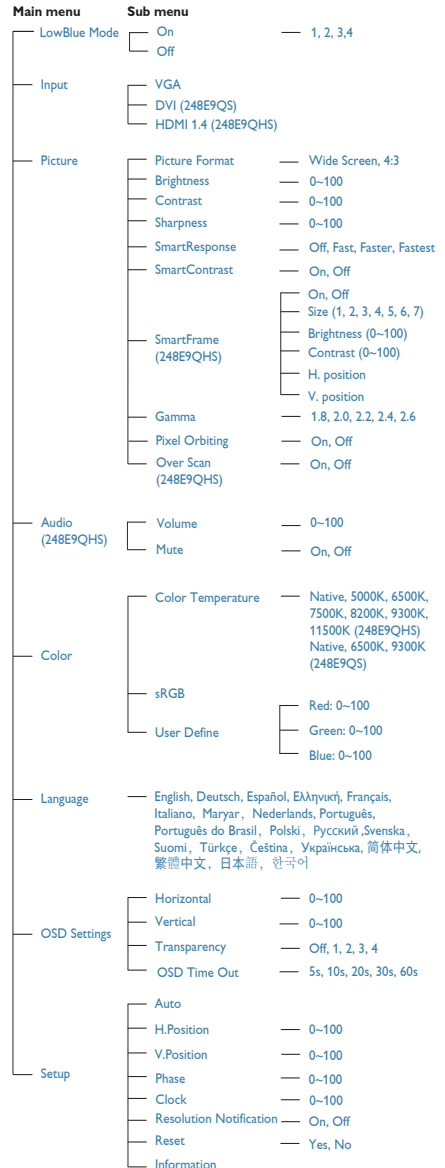 Main menu Sub menu
LowBlue Mode On 1, 2, 3,4
Off
Input VGA
DVI (248E9QS)
HDMI 1.4 (248E9QHS)
Picture Picture Format Wide Screen, 4:3
Brightness 0~100
Contrast 0~100
Sharpness 0~100
SmartResponse Off, Fast, Faster, Fastest
SmartContrast On, Off
SmartFrame
(248E9QHS)
On, Off
Size (1, 2, 3, 4, 5, 6, 7)
Brightness (0~100)
Contrast (0~100)
H. position
V. position
Gamma 1.8, 2.0, 2.2, 2.4, 2.6
Pixel Orbiting On, Off
Over Scan On, Off
(248E9QHS)
Audio Volume 0~100
(248E9QHS)
Mute On, Off
Color
Color Temperature Native, 5000K, 6500K,
7500K, 8200K, 9300K,
11500K (248E9QHS)
Native, 6500K, 9300K
(248E9QS)
sRGB
User Define
Red: 0~100
Green: 0~100
Blue: 0~100
Language English, Deutsch, Español, Ελληνική, Français,
Italiano, Maryar, Nederlands, Português,
Português do Brasil, Polski, Русский ,Svenska,
Suomi, Türkçe, Čeština, Українська, 简体中文,
繁體中文, 日本語, 한국어
OSD Settings
Horizontal 0~100
Vertical 0~100
Transparency Off, 1, 2, 3, 4
OSD Time Out 5s, 10s, 20s, 30s, 60s
Setup
Auto
H.Position 0~100
V.Position 0~100
Phase 0~100
Clock 0~100
Resolution Notification On, Off
Reset Yes, No
Information